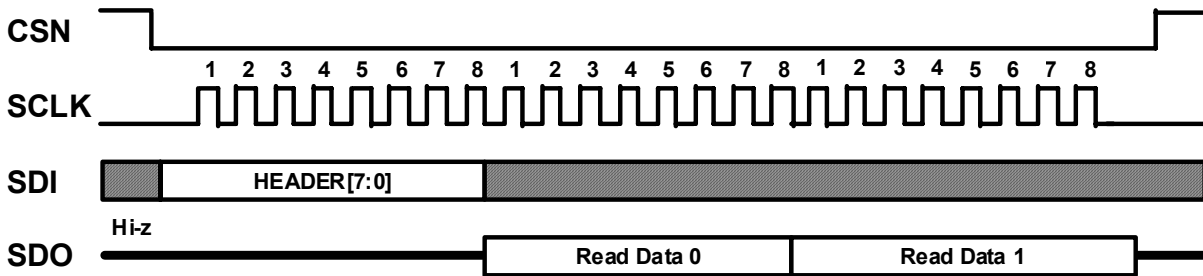 CSN
1 2 3 4 5 6 7 8 1 2 3 4 5 6 7 8 1 2 3 4 5 6 7 8
SCLK
SDI HEADER[7:0]
Hi-z
SDO Read Data 0 Read Data 1